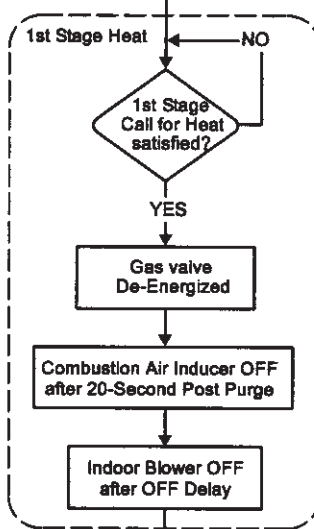 1st Stage Heat
NO
1st Stage
Call for Heat
satisfied?
YES
Gas valve
De-Energized
Combustion Air Inducer OFF
after 20-Second Post Purge
Indoor Blower OFF
after OFF Delay